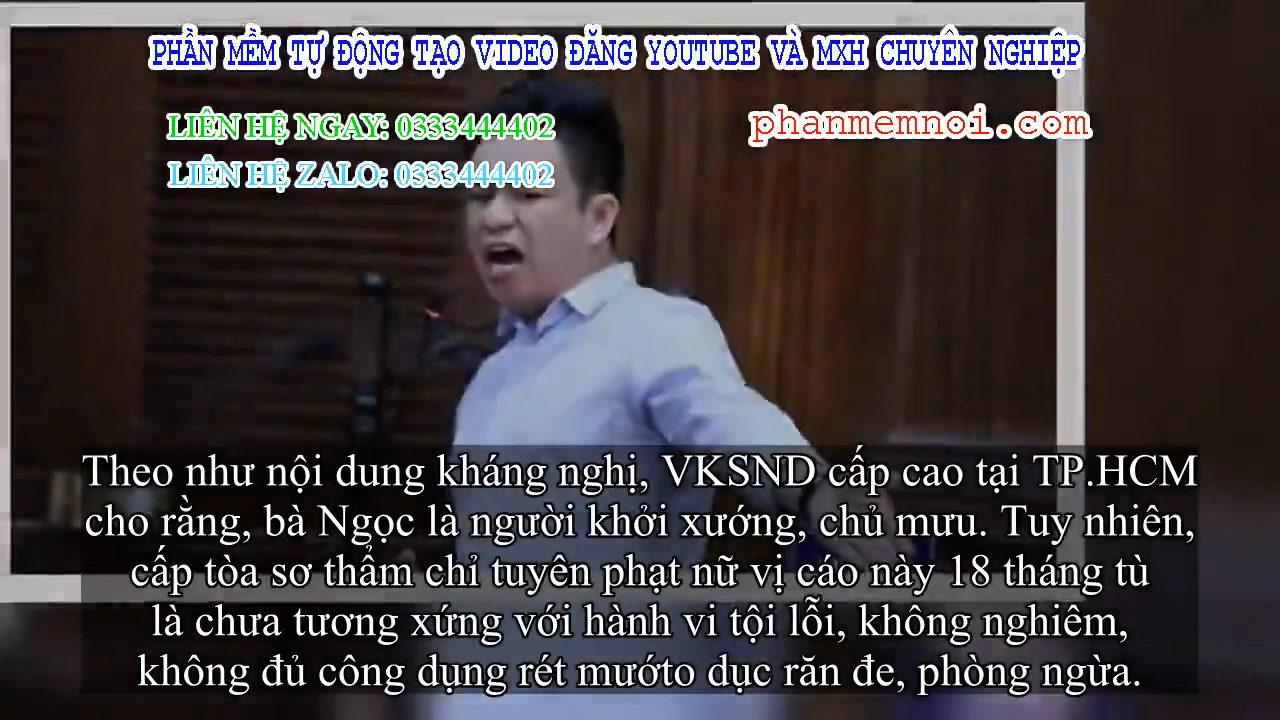 PHẦN MỀM TỰ ĐỘNG TẠO VIDEO ĐĂNG YOUTUBE VÀ MXH CHUYÊN NGHIỆP
LIÊN HỆ NGAY: 0333444402
phanmemnoi.com
LIÊN HỆ ZALO: 0333444402
Theo như nội dung kháng nghị, VKSND cấp cao tại TP.HCM
cho rằng, bà Ngọc là người khởi xướng, chủ mưu. Tuy nhiên,
cấp tòa sơ thẩm chỉ tuyên phạt nữ vị cáo này 18 tháng tù
là chưa tương xứng với hành vi tội lỗi, không nghiêm,
không đủ công dụng rét mướto dục răn đe, phòng ngừa.